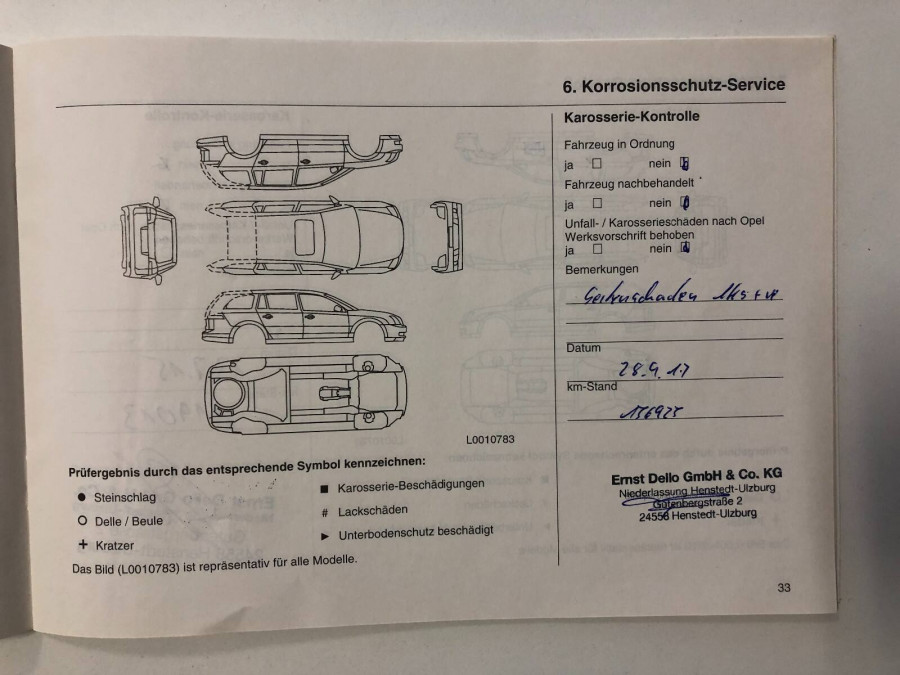 6. Korrosionsschutz-Service
Karosserie-Kontrolle
Fahrzeug in Ordnung
ja nein
Fahrzeug nachbehandelt
ja nein
Unfall- / Karosserieschäden nach Opel
Werksvorschrift behoben
ja nein
Bemerkungen
Seitenschaden
Datum
28.9.17
km-Stand
L0010783
Prüfergebnis durch das entsprechende Symbol kennzeichnen:
● Steinschlag
○ Delle / Beule
+ Kratzer
■ Karosserie-Beschädigungen
# Lackschäden
► Unterbodenschutz beschädigt
Das Bild (L0010783) ist repräsentativ für alle Modelle.
Ernst Dello GmbH & Co. KG
Niederlassung Henstedt-Ulzburg
Gutenbergstraße 2
24558 Henstedt-Ulzburg
33